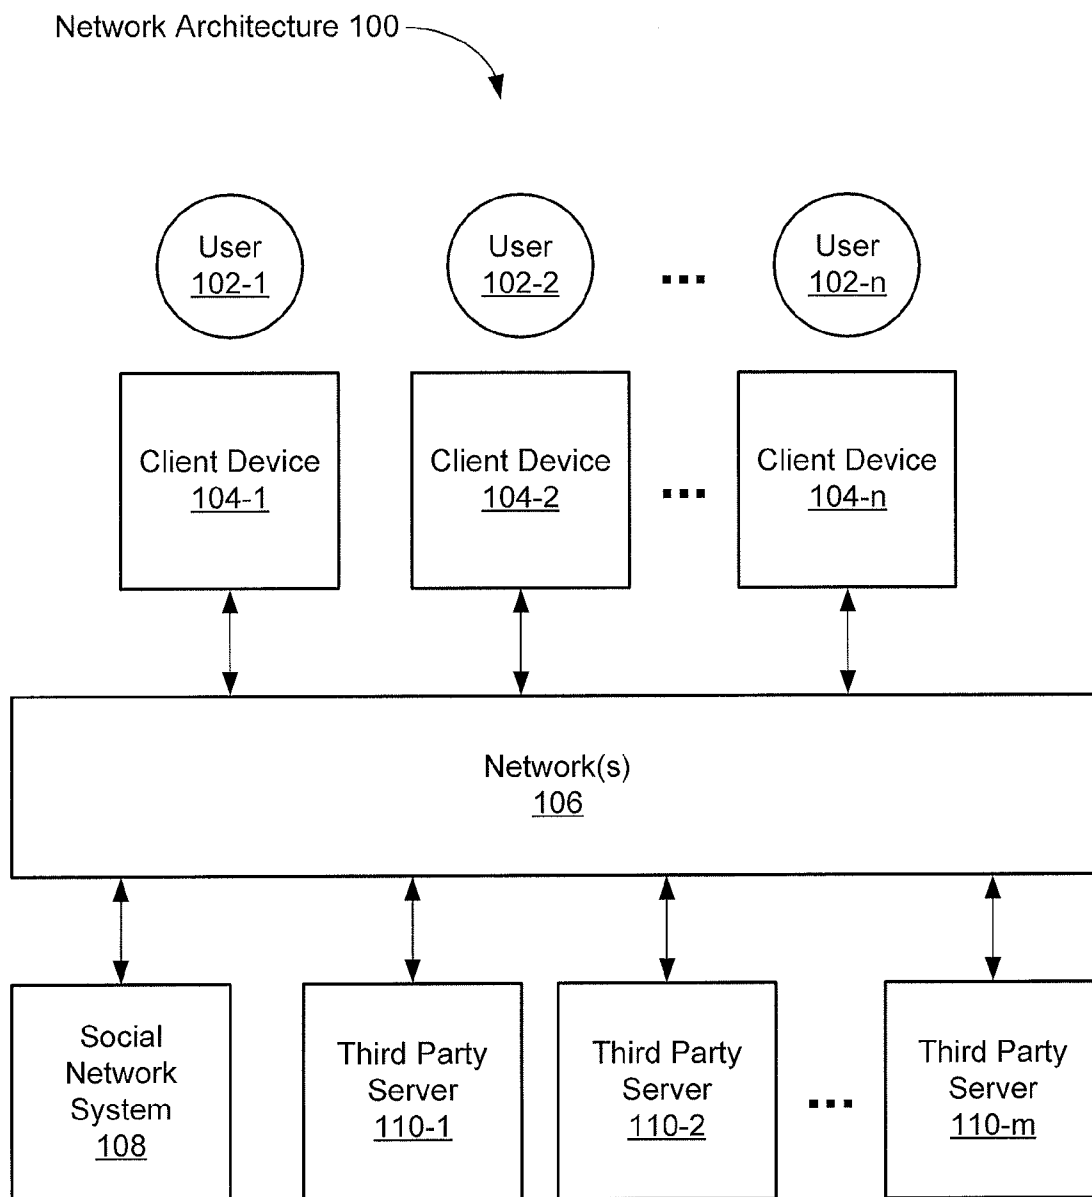 Network Architecture 100
User
102-1
User
102-2
...
User
102-n
Client Device
104-1
Client Device
104-2
...
Client Device
104-n
Network(s)
106
Social
Network
System
108
Third Party
Server
110-1
Third Party
Server
110-2
...
Third Party
Server
110-m